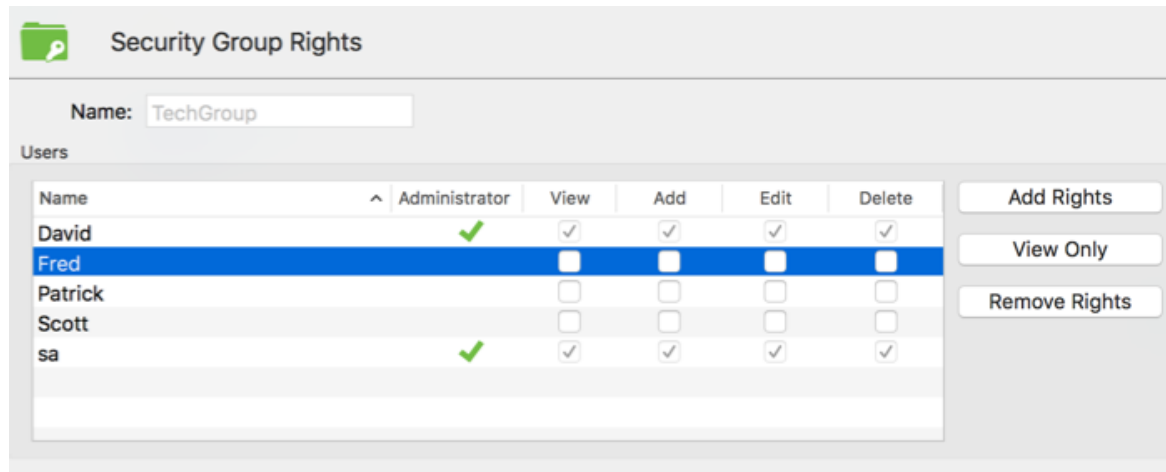 Security Group Rights
Name: TechGroup
Users
Name Administrator View Add Edit Delete
Add Rights
David
View Only
Fred
Patrick
Remove Rights
Scott
sa